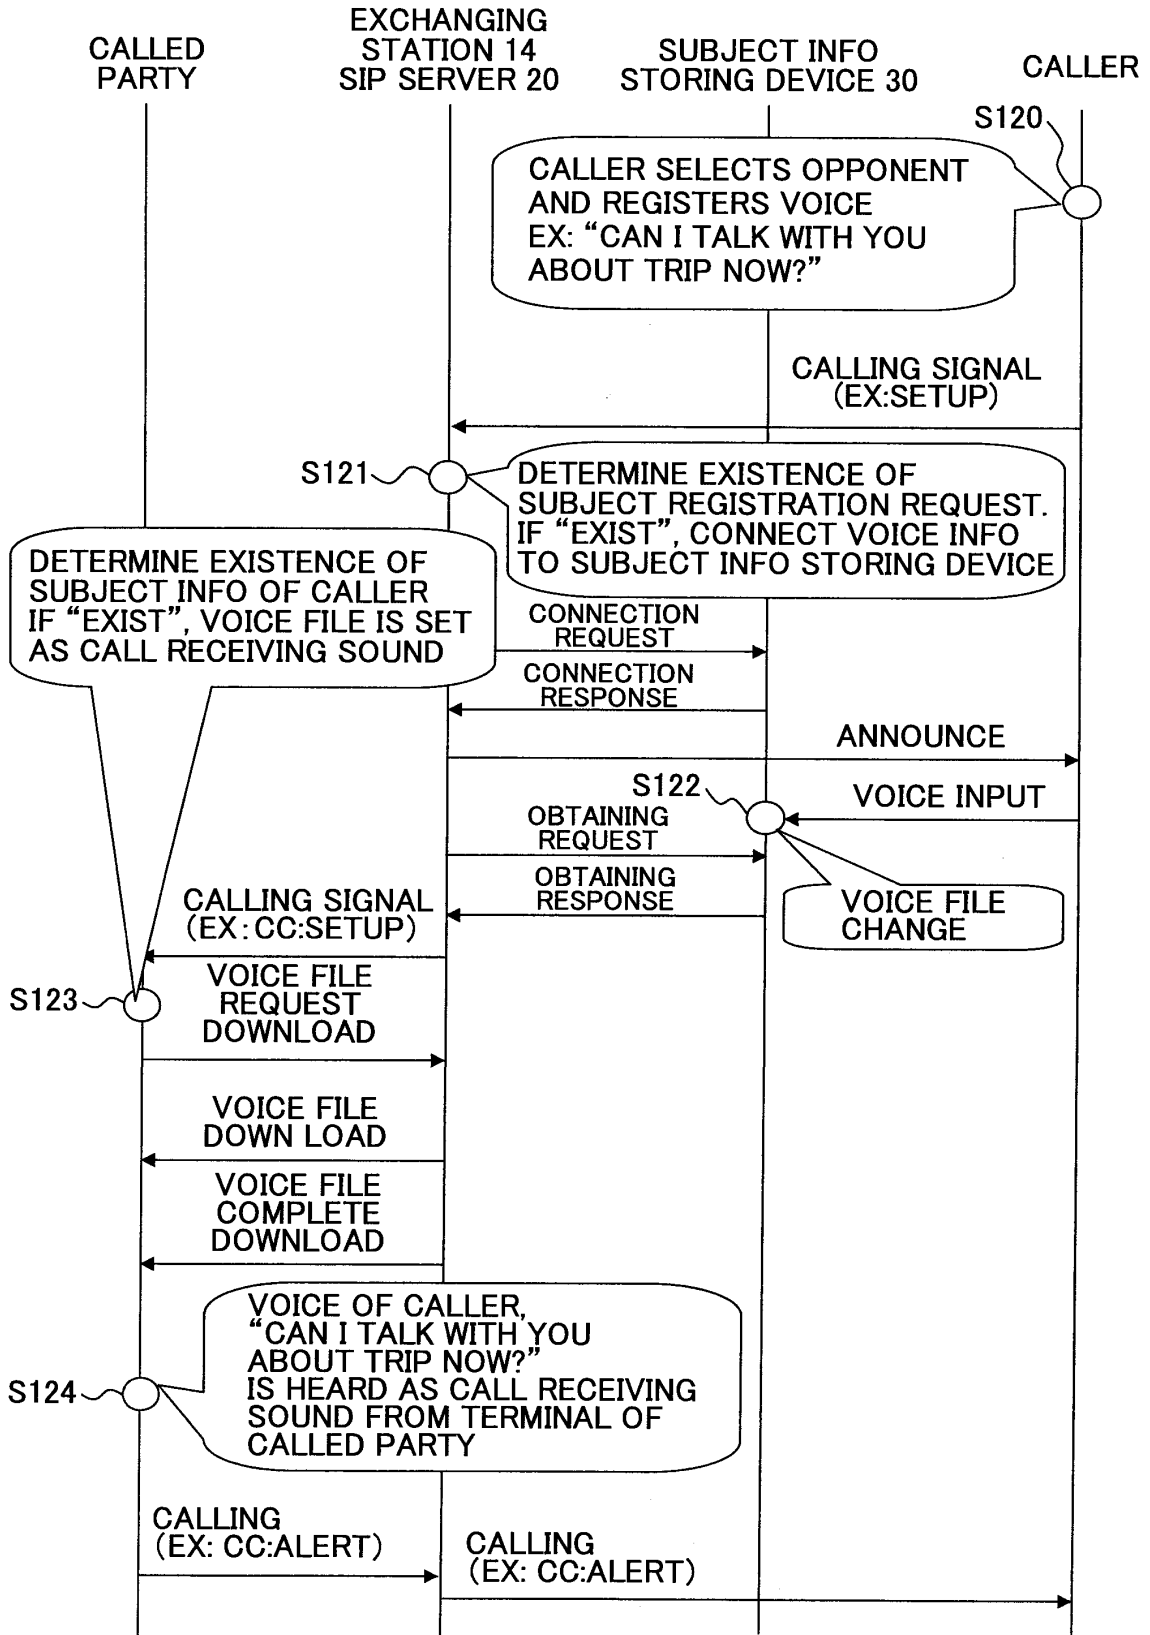 CALLED
PARTY
EXCHANGING
STATION 14
SIP SERVER 20
SUBJECT INFO
STORING DEVICE 30
CALLER
S120
CALLER SELECTS OPPONENT
AND REGISTERS VOICE
EX: “CAN I TALK WITH YOU
ABOUT TRIP NOW?”
CALLING SIGNAL
(EX:SETUP)
S121
DETERMINE EXISTENCE OF
SUBJECT REGISTRATION REQUEST.
IF “EXIST”, CONNECT VOICE INFO
TO SUBJECT INFO STORING DEVICE
DETERMINE EXISTENCE OF
SUBJECT INFO OF CALLER
IF “EXIST”, VOICE FILE IS SET
AS CALL RECEIVING SOUND
CONNECTION
REQUEST
CONNECTION
RESPONSE
ANNOUNCE
S122
VOICE INPUT
OBTAINING
REQUEST
OBTAINING
RESPONSE
VOICE FILE
CHANGE
CALLING SIGNAL
(EX: CC:SETUP)
S123
VOICE FILE
REQUEST
DOWNLOAD
VOICE FILE
DOWN LOAD
VOICE FILE
COMPLETE
DOWNLOAD
S124
VOICE OF CALLER,
“CAN I TALK WITH YOU
ABOUT TRIP NOW?”
IS HEARD AS CALL RECEIVING
SOUND FROM TERMINAL OF
CALLED PARTY
CALLING
(EX: CC:ALERT)
CALLING
(EX: CC:ALERT)